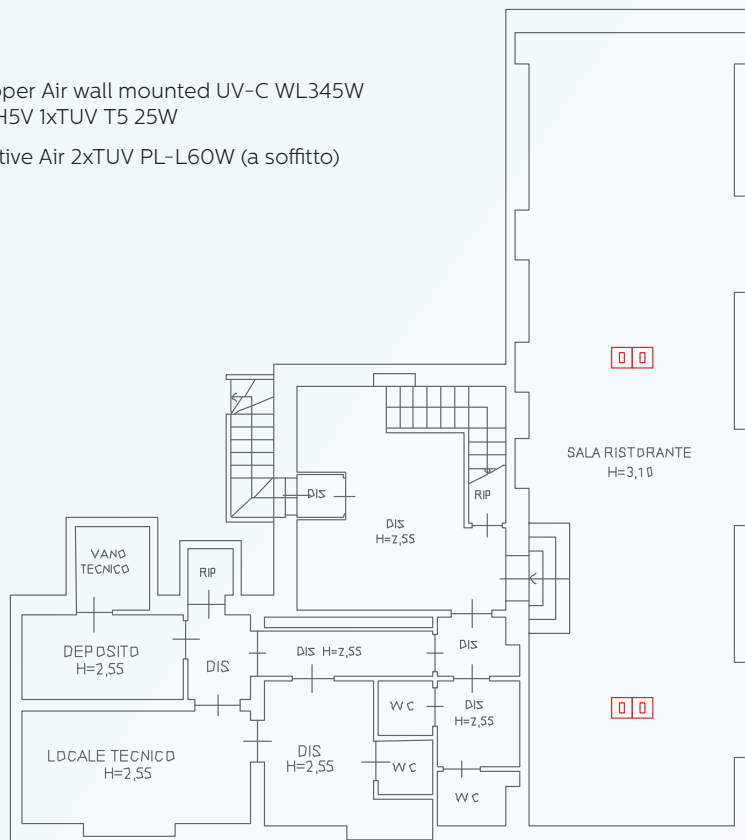 per Air wall mounted UV-C WL345W
H5V 1xTUV T5 25W
tive Air 2xTUV PL-L60W (a soffitto)
SALA RISTORANTE
H=3,10
DIS
RIP
DIS
H=2,55
VANO
TECNICO
RIP
DEPOSITO
H=2,55
DIS
DIS H=2,55
DIS
WC
DIS
H=2,55
LOCALE TECNICO
H=2,55
DIS
H=2,55
WC
WC